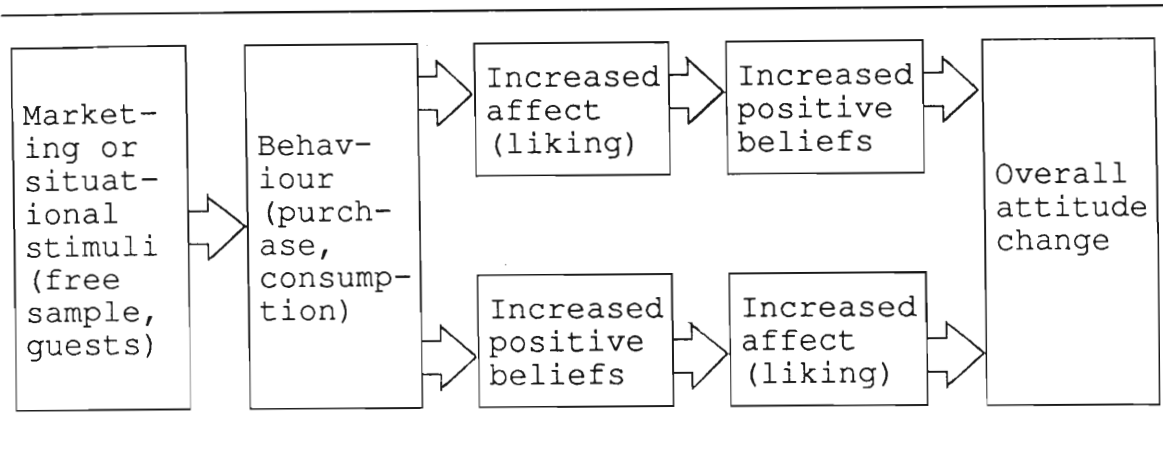 Market-
ing or
situat-
ional
stimuli
(free
sample,
guests)
Behav-
iour
(purch-
ase,
consump-
tion)
Increased
affect
(liking)
Increased
positive
beliefs
Increased
positive
beliefs
Increased
affect
(liking)
Overall
attitude
change